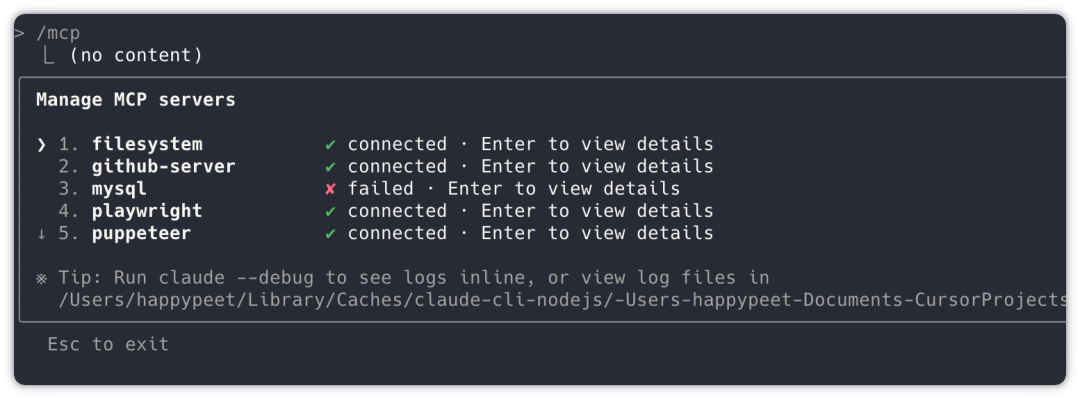 > /mcp
⎿ (no content)
Manage MCP servers
❯ 1. filesystem ✔ connected · Enter to view details
2. github-server ✔ connected · Enter to view details
3. mysql ✘ failed · Enter to view details
4. playwright ✔ connected · Enter to view details
↓ 5. puppeteer ✔ connected · Enter to view details
※ Tip: Run claude --debug to see logs inline, or view log files in
/Users/happypeet/Library/Caches/claude-cli-nodejs/-Users-happypeet-Documents-CursorProjects
Esc to exit